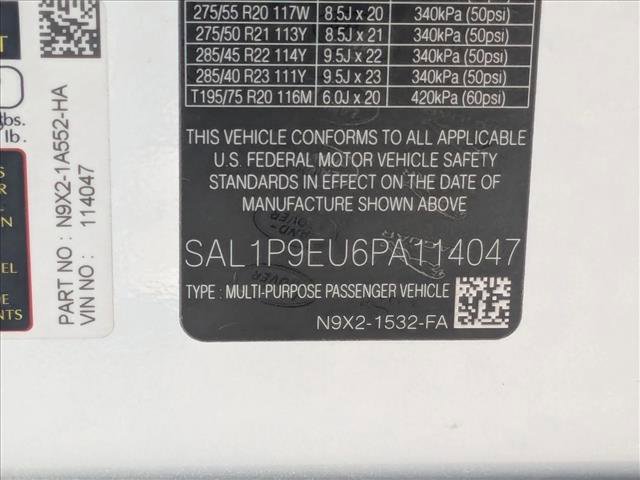 275/55 R20 117W 8.5J x 20 340kPa (50psi)
275/50 R21 113Y 8.5J x 21 340kPa (50psi)
285/45 R22 114Y 9.5J x 22 340kPa (50psi)
285/40 R23 111Y 9.5J x 23 340kPa (50psi)
T195/75 R20 116M 6.0J x 20 420kPa (60psi)
THIS VEHICLE CONFORMS TO ALL APPLICABLE
U.S. FEDERAL MOTOR VEHICLE SAFETY
STANDARDS IN EFFECT ON THE DATE OF
MANUFACTURE SHOWN ABOVE
SAL1P9EU6PA114047
TYPE : MULTI-PURPOSE PASSENGER VEHICLE
N9X2-1532-FA
PART NO : N9X2-1A552-HA
VIN NO : 114047
lbs.
lb.